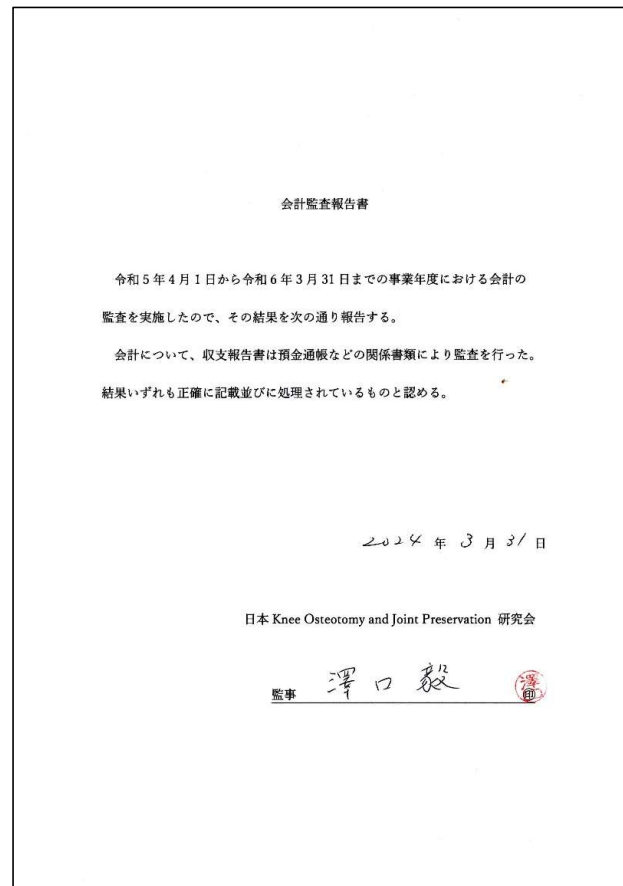 会計監査報告書
令和5年4月1日から令和6年3月31日までの事業年度における会計の
監査を実施したので、その結果を次の通り報告する。
会計について、収支報告書は預金通帳などの関係書類により監査を行った。
結果いずれも正確に記載並びに処理されているものと認める。
2024 年 3 月 31 日
日本 Knee Osteotomy and Joint Preservation 研究会
監事 澤口 毅 印